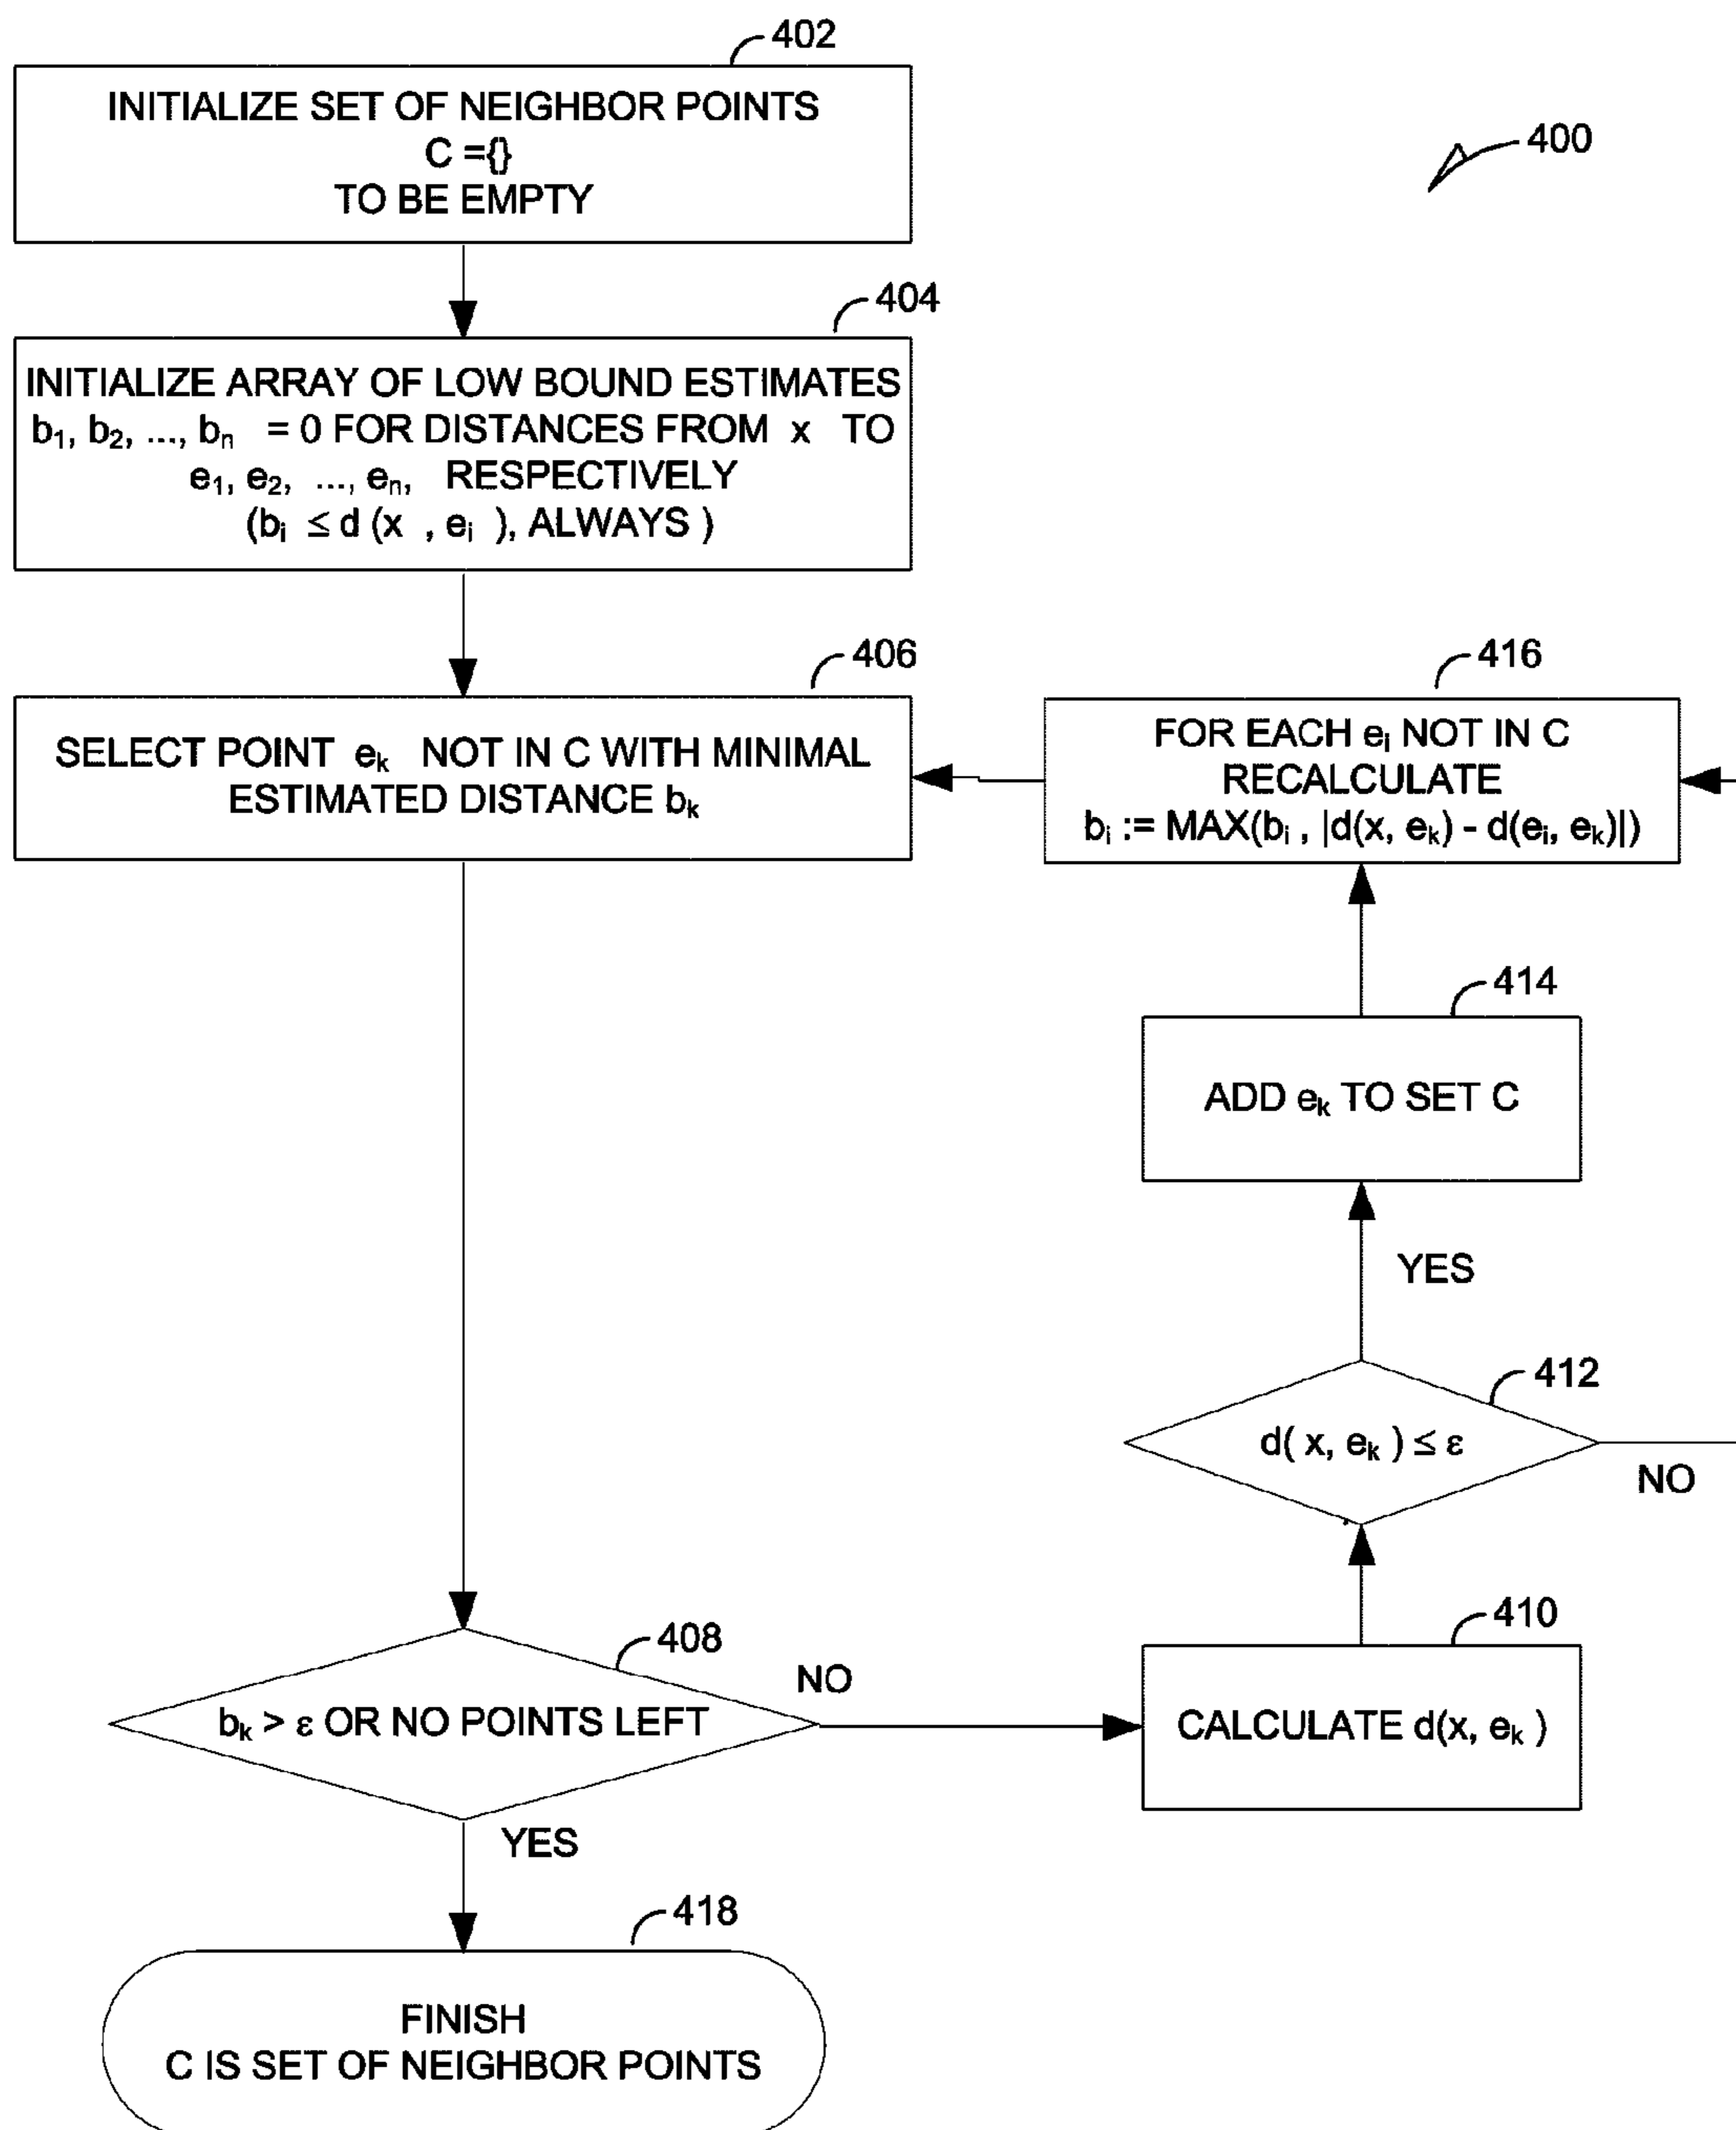 402
INITIALIZE SET OF NEIGHBOR POINTS
C ={}
TO BE EMPTY
400
404
INITIALIZE ARRAY OF LOW BOUND ESTIMATES
b₁, b₂, ..., bₙ = 0 FOR DISTANCES FROM x TO
e₁, e₂, ..., eₙ, RESPECTIVELY
(bᵢ ≤ d (x , eᵢ ), ALWAYS )
406
SELECT POINT eₖ NOT IN C WITH MINIMAL
ESTIMATED DISTANCE bₖ
416
FOR EACH eᵢ NOT IN C
RECALCULATE
bᵢ := MAX(bᵢ , |d(x, eₖ) - d(eᵢ, eₖ)|)
414
ADD eₖ TO SET C
YES
412
d( x, eₖ ) ≤ ε
NO
408
bₖ > ε OR NO POINTS LEFT
NO
410
CALCULATE d(x, eₖ )
YES
418
FINISH
C IS SET OF NEIGHBOR POINTS